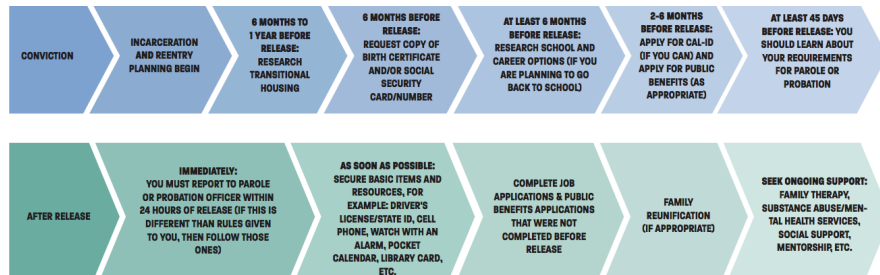 CONVICTION
INCARCERATION
AND REENTRY
PLANNING BEGIN
6 MONTHS TO
1 YEAR BEFORE
RELEASE:
RESEARCH
TRANSITIONAL
HOUSING
6 MONTHS BEFORE
RELEASE:
REQUEST COPY OF
BIRTH CERTIFICATE
AND/OR SOCIAL
SECURITY
CARD/NUMBER
AT LEAST 6 MONTHS
BEFORE RELEASE:
RESEARCH SCHOOL AND
CAREER OPTIONS (IF YOU
ARE PLANNING TO GO
BACK TO SCHOOL)
2-6 MONTHS
BEFORE RELEASE:
APPLY FOR CAL-ID
(IF YOU CAN) AND
APPLY FOR PUBLIC
BENEFITS (AS
APPROPRIATE)
AT LEAST 45 DAYS
BEFORE RELEASE: YOU
SHOULD LEARN ABOUT
YOUR REQUIREMENTS
FOR PAROLE OR
PROBATION
AFTER RELEASE
IMMEDIATELY:
YOU MUST REPORT TO PAROLE
OR PROBATION OFFICER WITHIN
24 HOURS OF RELEASE (IF THIS IS
DIFFERENT THAN RULES GIVEN
TO YOU, THEN FOLLOW THOSE
ONES)
AS SOON AS POSSIBLE:
SECURE BASIC ITEMS AND
RESOURCES, FOR
EXAMPLE: DRIVER'S
LICENSE/STATE ID, CELL
PHONE, WATCH WITH AN
ALARM, POCKET
CALENDAR, LIBRARY CARD,
ETC.
COMPLETE JOB
APPLICATIONS & PUBLIC
BENEFITS APPLICATIONS
THAT WERE NOT
COMPLETED BEFORE
RELEASE
FAMILY
REUNIFICATION
(IF APPROPRIATE)
SEEK ONGOING SUPPORT:
FAMILY THERAPY,
SUBSTANCE ABUSE/MEN-
TAL HEALTH SERVICES,
SOCIAL SUPPORT,
MENTORSHIP, ETC.